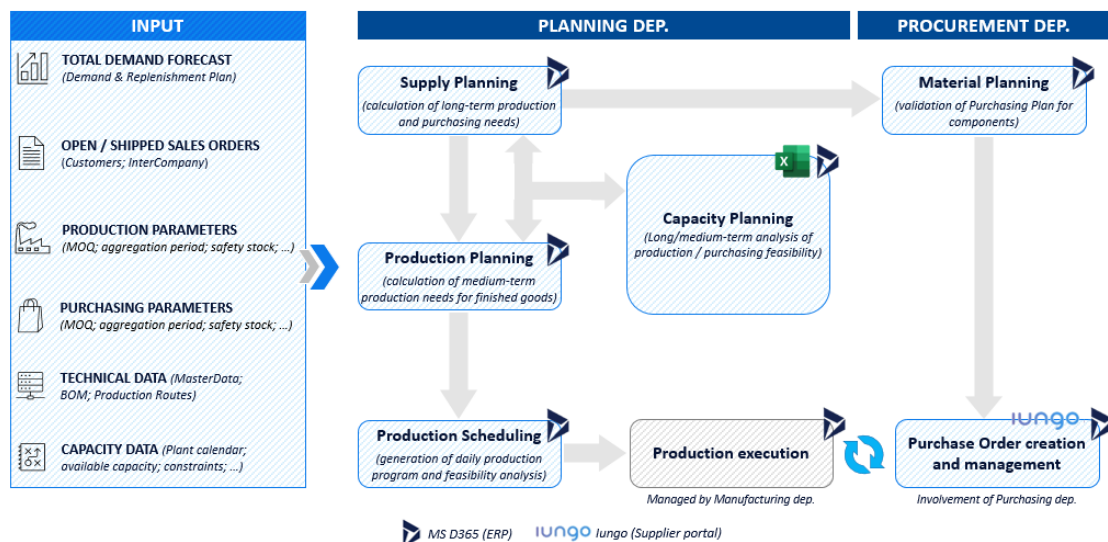 INPUT
TOTAL DEMAND FORECAST
(Demand & Replenishment Plan)
OPEN / SHIPPED SALES ORDERS
(Customers; InterCompany)
PRODUCTION PARAMETERS
(MOQ; aggregation period; safety stock; ...)
PURCHASING PARAMETERS
(MOQ; aggregation period; safety stock; ...)
TECHNICAL DATA (MasterData;
BOM; Production Routes)
CAPACITY DATA (Plant calendar;
available capacity; constraints; ...)
PLANNING DEP.
Supply Planning
(calculation of long-term production
and purchasing needs)
X
Capacity Planning
(Long/medium-term analysis of
production / purchasing feasibility)
Production Planning
(calculation of medium-term
production needs for finished goods)
Production Scheduling
(generation of daily production
program and feasibility analysis)
Production execution
Managed by Manufacturing dep.
PROCUREMENT DEP.
Material Planning
(validation of Purchasing Plan for
components)
iungo
Purchase Order creation
and management
Involvement of Purchasing dep.
MS D365 (ERP)
iungo Iungo (Supplier portal)